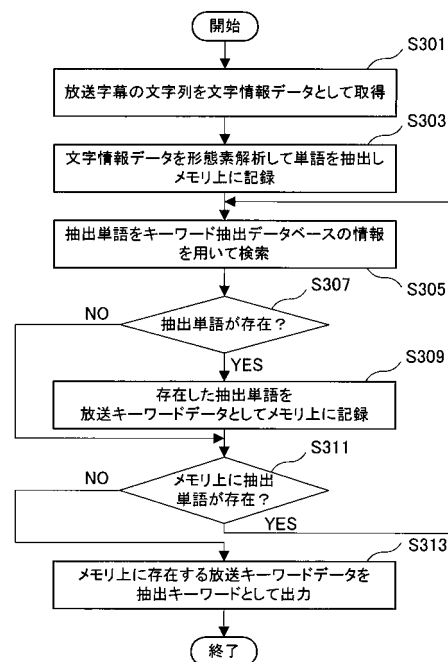 開始
S301
放送字幕の文字列を文字情報データとして取得
S303
文字情報データを形態素解析して単語を抽出し
メモリ上に記録
抽出単語をキーワード抽出データベースの情報
を用いて検索
S305
S307
NO
抽出単語が存在？
YES
S309
存在した抽出単語を
放送キーワードデータとしてメモリ上に記録
S311
NO
メモリ上に抽出
単語が存在？
YES
S313
メモリ上に存在する放送キーワードデータを
抽出キーワードとして出力
終了